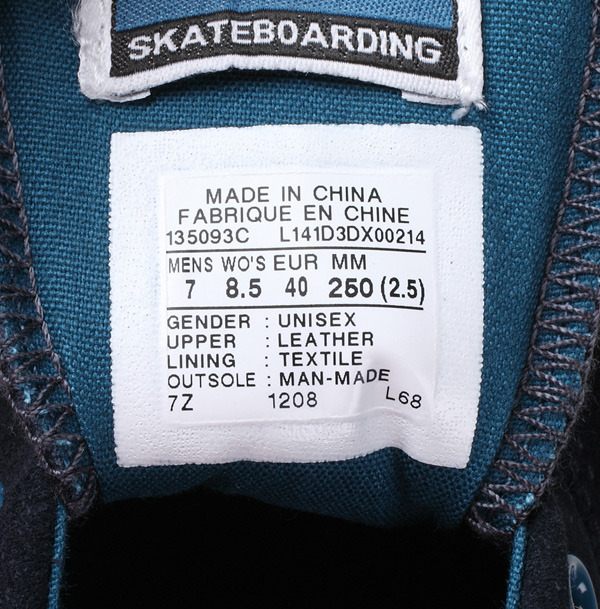 SKATEBOARDING
MADE IN CHINA
FABRIQUE EN CHINE
135093C L141D3DX00214
MENS WO'S EUR MM
7 8.5 40 250 (2.5)
GENDER : UNISEX
UPPER : LEATHER
LINING : TEXTILE
OUTSOLE : MAN-MADE
7Z 1208 L68